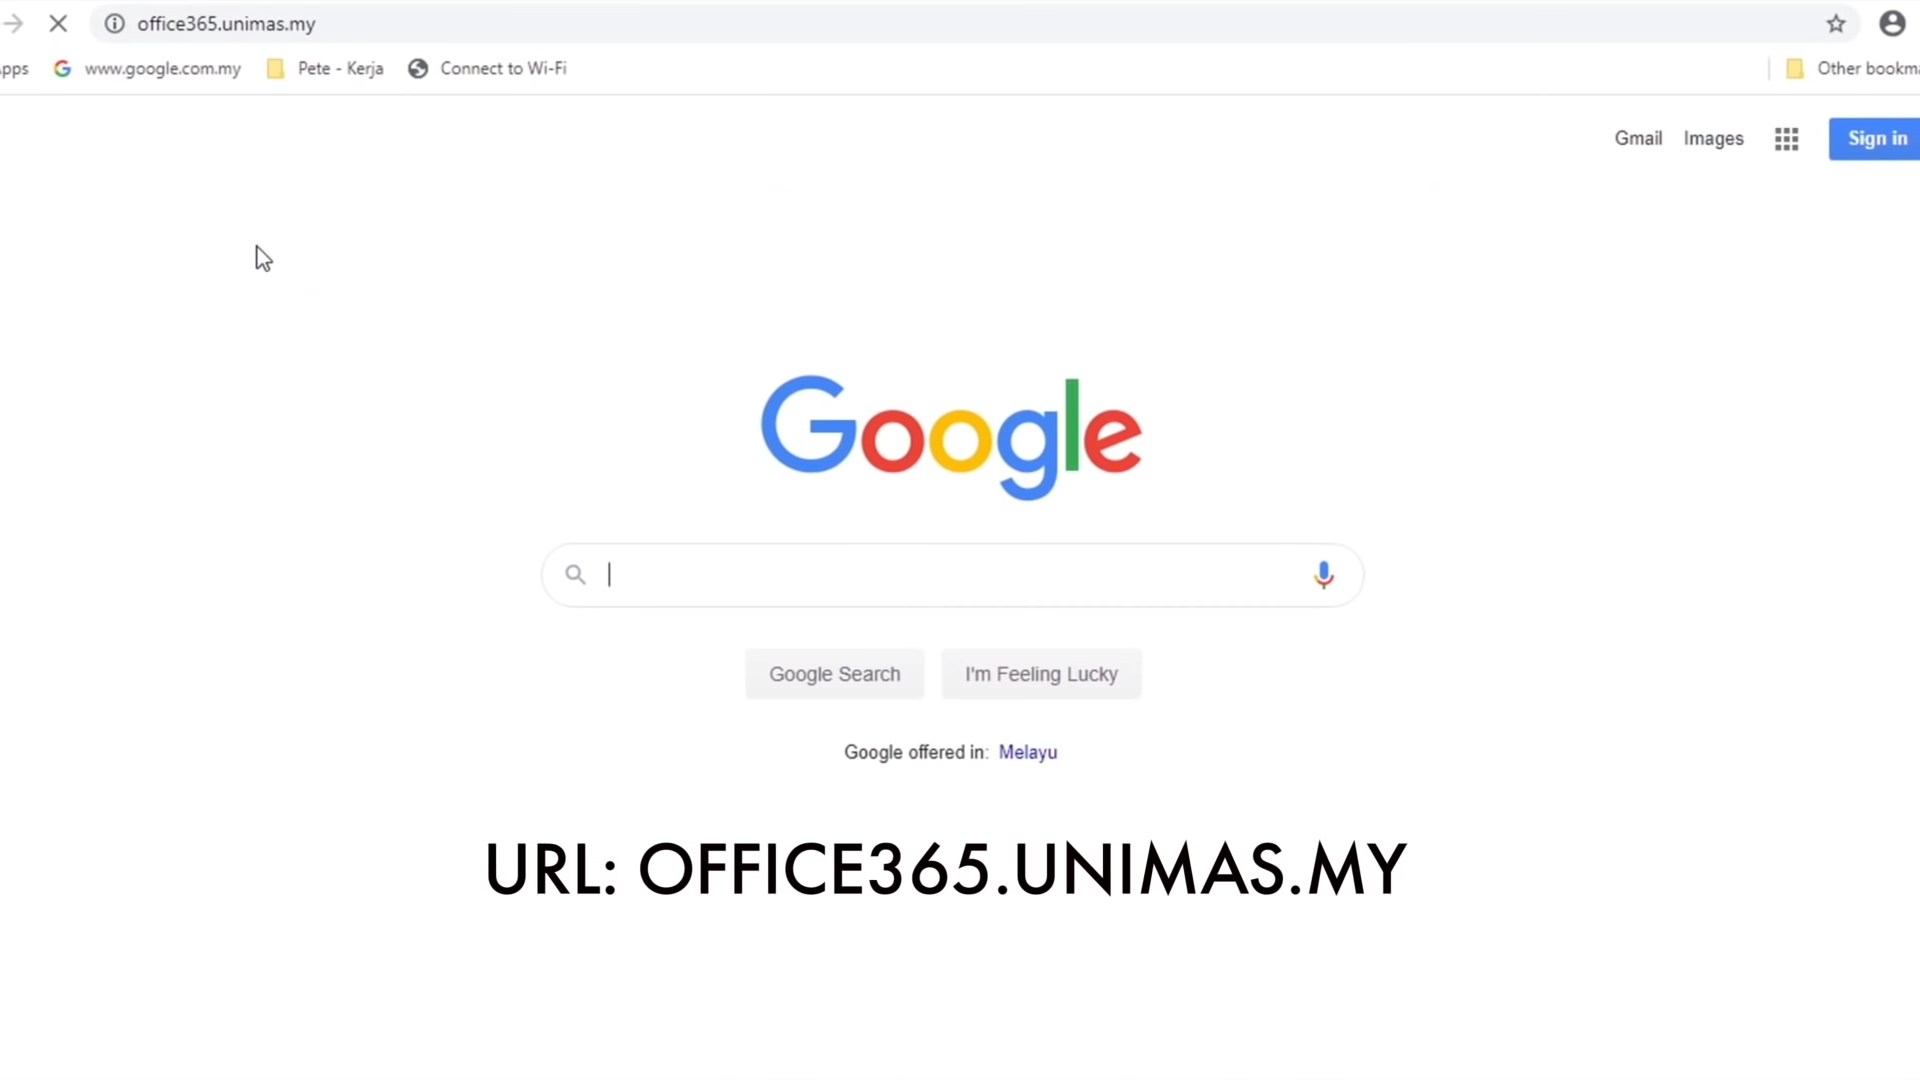 office365.unimas.my
pps www.google.com.my Pete - Kerja Connect to Wi-Fi Other bookma
Gmail Images Sign in
Google
Google Search I'm Feeling Lucky
Google offered in: Melayu
URL: OFFICE365.UNIMAS.MY